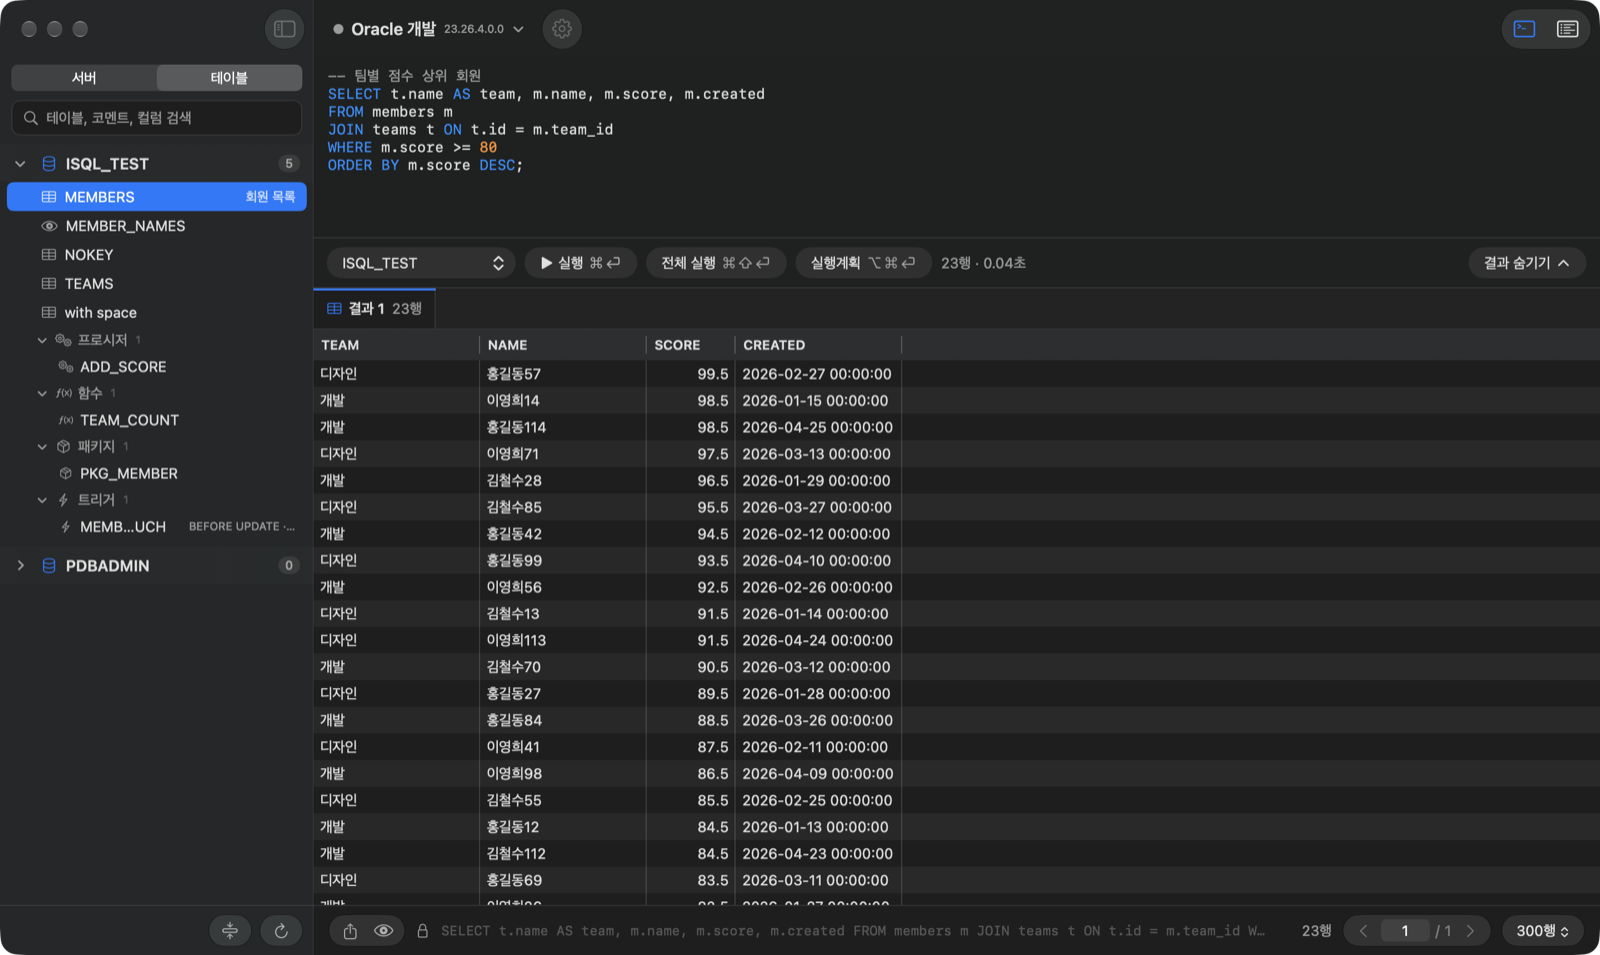 Oracle 개발 23.26.4.0.0
서버 테이블
테이블, 코멘트, 컬럼 검색
ISQL_TEST 5
MEMBERS 회원 목록
MEMBER_NAMES
NOKEY
TEAMS
with space
프로시저 1
ADD_SCORE
f(x) 함수 1
f(x) TEAM_COUNT
패키지 1
PKG_MEMBER
트리거 1
MEMB...UCH BEFORE UPDATE ·...
PDBADMIN 0
-- 팀별 점수 상위 회원
SELECT t.name AS team, m.name, m.score, m.created
FROM members m
JOIN teams t ON t.id = m.team_id
WHERE m.score >= 80
ORDER BY m.score DESC;
ISQL_TEST 실행 ⌘↩ 전체 실행 ⌘⇧↩ 실행계획 ⌥⌘↩ 23행 · 0.04초 결과 숨기기
결과 1 23행
TEAM NAME SCORE CREATED
디자인 홍길동57 99.5 2026-02-27 00:00:00
개발 이영희14 98.5 2026-01-15 00:00:00
개발 홍길동114 98.5 2026-04-25 00:00:00
디자인 이영희71 97.5 2026-03-13 00:00:00
개발 김철수28 96.5 2026-01-29 00:00:00
디자인 김철수85 95.5 2026-03-27 00:00:00
개발 홍길동42 94.5 2026-02-12 00:00:00
디자인 홍길동99 93.5 2026-04-10 00:00:00
개발 이영희56 92.5 2026-02-26 00:00:00
디자인 김철수13 91.5 2026-01-14 00:00:00
디자인 이영희113 91.5 2026-04-24 00:00:00
개발 김철수70 90.5 2026-03-12 00:00:00
디자인 홍길동27 89.5 2026-01-28 00:00:00
개발 홍길동84 88.5 2026-03-26 00:00:00
디자인 이영희41 87.5 2026-02-11 00:00:00
개발 이영희98 86.5 2026-04-09 00:00:00
디자인 김철수55 85.5 2026-02-25 00:00:00
개발 홍길동12 84.5 2026-01-13 00:00:00
개발 김철수112 84.5 2026-04-23 00:00:00
디자인 홍길동69 83.5 2026-03-11 00:00:00
SELECT t.name AS team, m.name, m.score, m.created FROM members m JOIN teams t ON t.id = m.team_id W… 23행 1 / 1 300행